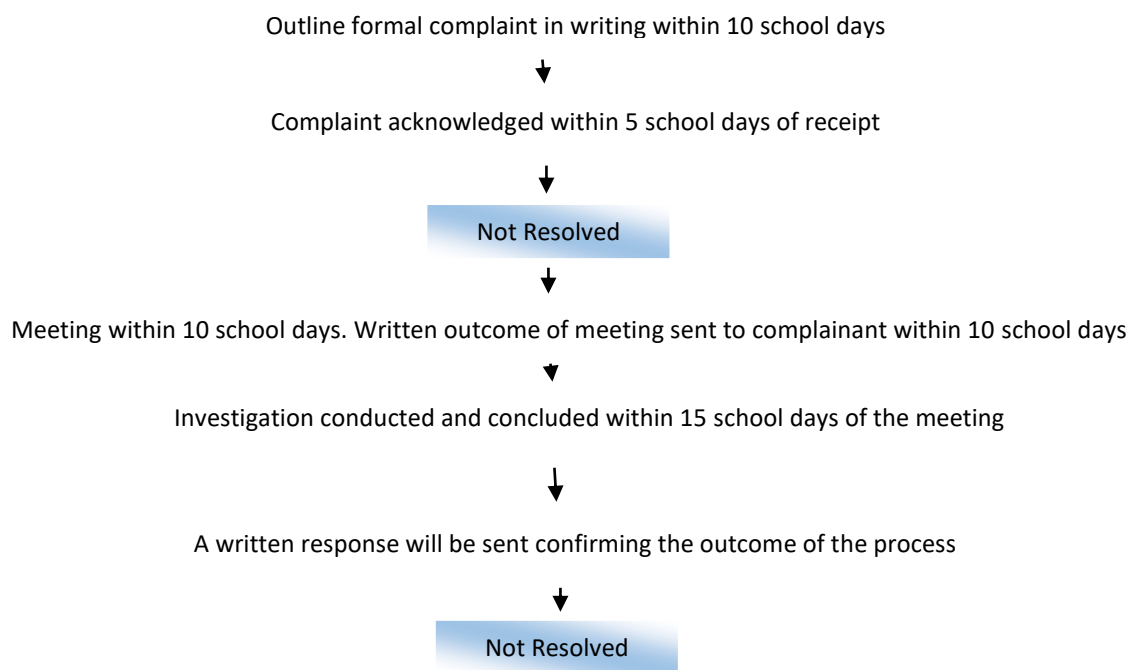 Outline formal complaint in writing within 10 school days
Complaint acknowledged within 5 school days of receipt
Not Resolved
Meeting within 10 school days. Written outcome of meeting sent to complainant within 10 school days
Investigation conducted and concluded within 15 school days of the meeting
A written response will be sent confirming the outcome of the process
Not Resolved